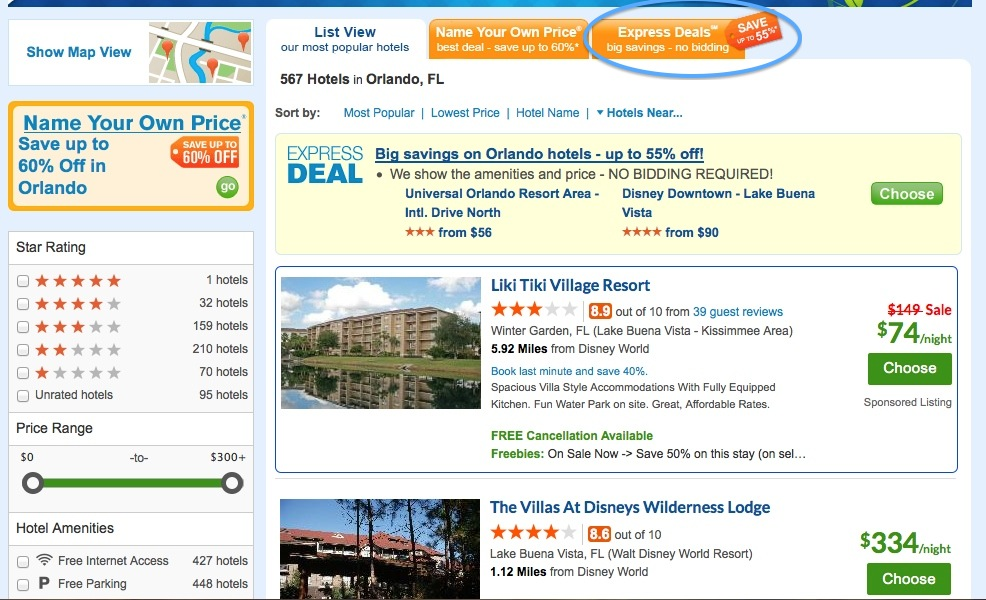 Show Map View
List View
our most popular hotels
Name Your Own Price®
best deal - save up to 60%*
Express Deals℠
big savings - no bidding
SAVE
UP TO 55%*
567 Hotels in Orlando, FL
Sort by: Most Popular | Lowest Price | Hotel Name | ▾ Hotels Near...
Name Your Own Price®
Save up to
60% Off in
Orlando
SAVE UP TO
60% OFF
go
EXPRESS
DEAL
Big savings on Orlando hotels - up to 55% off!
• We show the amenities and price - NO BIDDING REQUIRED!
Universal Orlando Resort Area -
Intl. Drive North
★★★ from $56
Disney Downtown - Lake Buena
Vista
★★★★ from $90
Choose
Star Rating
1 hotels
32 hotels
159 hotels
210 hotels
70 hotels
Unrated hotels 95 hotels
Price Range
$0 -to- $300+
Hotel Amenities
Free Internet Access 427 hotels
P Free Parking 448 hotels
Liki Tiki Village Resort
8.9 out of 10 from 39 guest reviews
Winter Garden, FL (Lake Buena Vista - Kissimmee Area)
5.92 Miles from Disney World
Book last minute and save 40%.
Spacious Villa Style Accommodations With Fully Equipped
Kitchen. Fun Water Park on site. Great, Affordable Rates.
FREE Cancellation Available
Freebies: On Sale Now -> Save 50% on this stay (on sel…
$149 Sale
$74/night
Choose
Sponsored Listing
The Villas At Disneys Wilderness Lodge
8.6 out of 10
Lake Buena Vista, FL (Walt Disney World Resort)
1.12 Miles from Disney World
$334/night
Choose